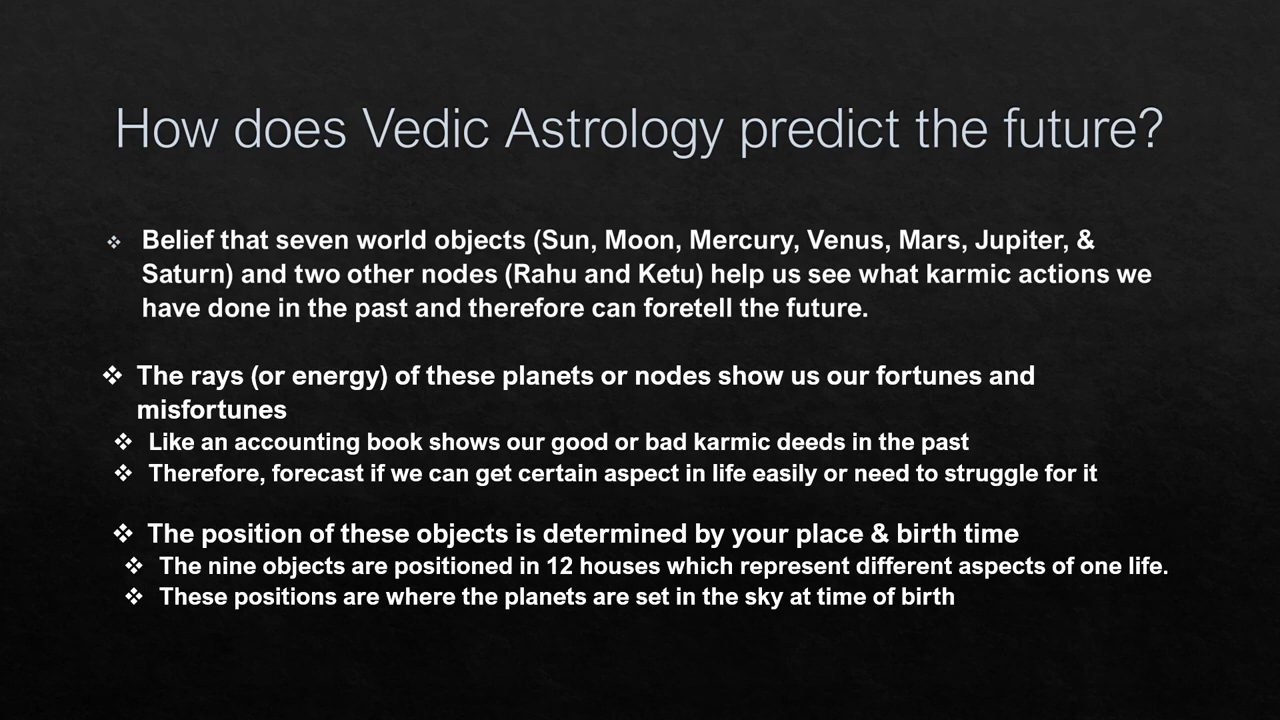 How does Vedic Astrology predict the future?
❖ Belief that seven world objects (Sun, Moon, Mercury, Venus, Mars, Jupiter, &
Saturn) and two other nodes (Rahu and Ketu) help us see what karmic actions we
have done in the past and therefore can foretell the future.
❖ The rays (or energy) of these planets or nodes show us our fortunes and
misfortunes
❖ Like an accounting book shows our good or bad karmic deeds in the past
❖ Therefore, forecast if we can get certain aspect in life easily or need to struggle for it
❖ The position of these objects is determined by your place & birth time
❖ The nine objects are positioned in 12 houses which represent different aspects of one life.
❖ These positions are where the planets are set in the sky at time of birth